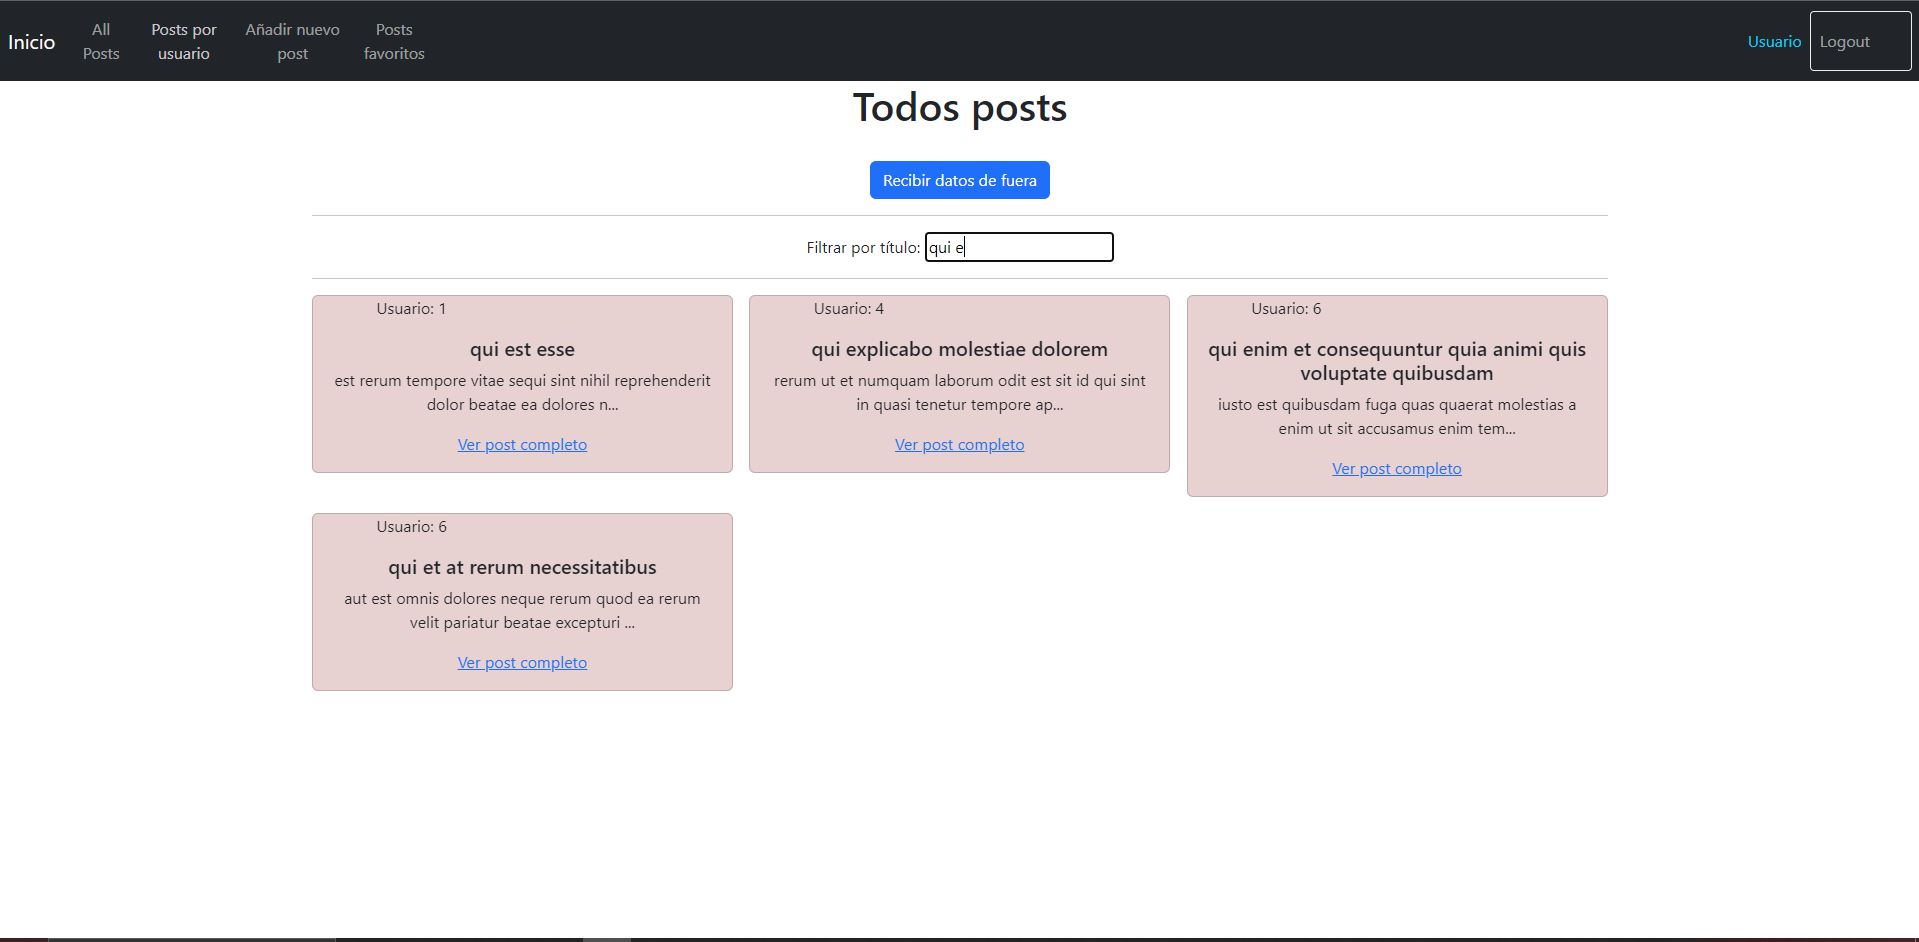 Inicio
All
Posts
Posts por
usuario
Añadir nuevo
post
Posts
favoritos
Usuario
Logout
Todos posts
Recibir datos de fuera
Filtrar por título: qui e
Usuario: 1
qui est esse
est rerum tempore vitae sequi sint nihil reprehenderit
dolor beatae ea dolores n...
Ver post completo
Usuario: 4
qui explicabo molestiae dolorem
rerum ut et numquam laborum odit est sit id qui sint
in quasi tenetur tempore ap...
Ver post completo
Usuario: 6
qui enim et consequuntur quia animi quis
voluptate quibusdam
iusto est quibusdam fuga quas quaerat molestias a
enim ut sit accusamus enim tem...
Ver post completo
Usuario: 6
qui et at rerum necessitatibus
aut est omnis dolores neque rerum quod ea rerum
velit pariatur beatae excepturi ...
Ver post completo